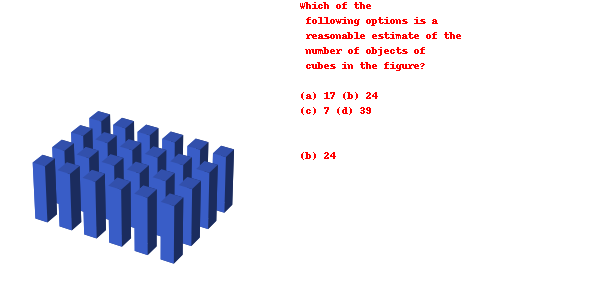 Which of the
following options is a
reasonable estimate of the
number of objects of
cubes in the figure?
(a) 17 (b) 24
(c) 7 (d) 39
(b) 24